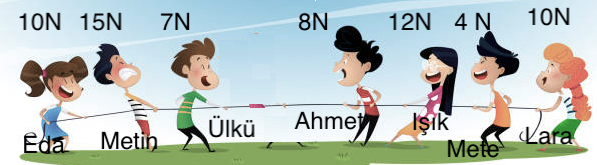 10N 15N 7N 8N 12N 4 N 10N
Eda Metin Ülkü Ahmet Işık Mete Lara